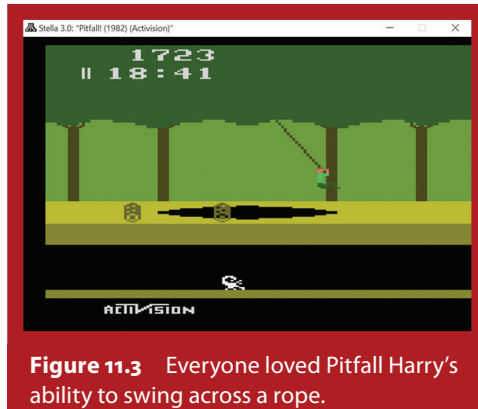 Stella 3.0: "Pitfall! (1982) (Activision)"
1723
II 18:41
ACTIVISION
Figure 11.3 Everyone loved Pitfall Harry's
ability to swing across a rope.